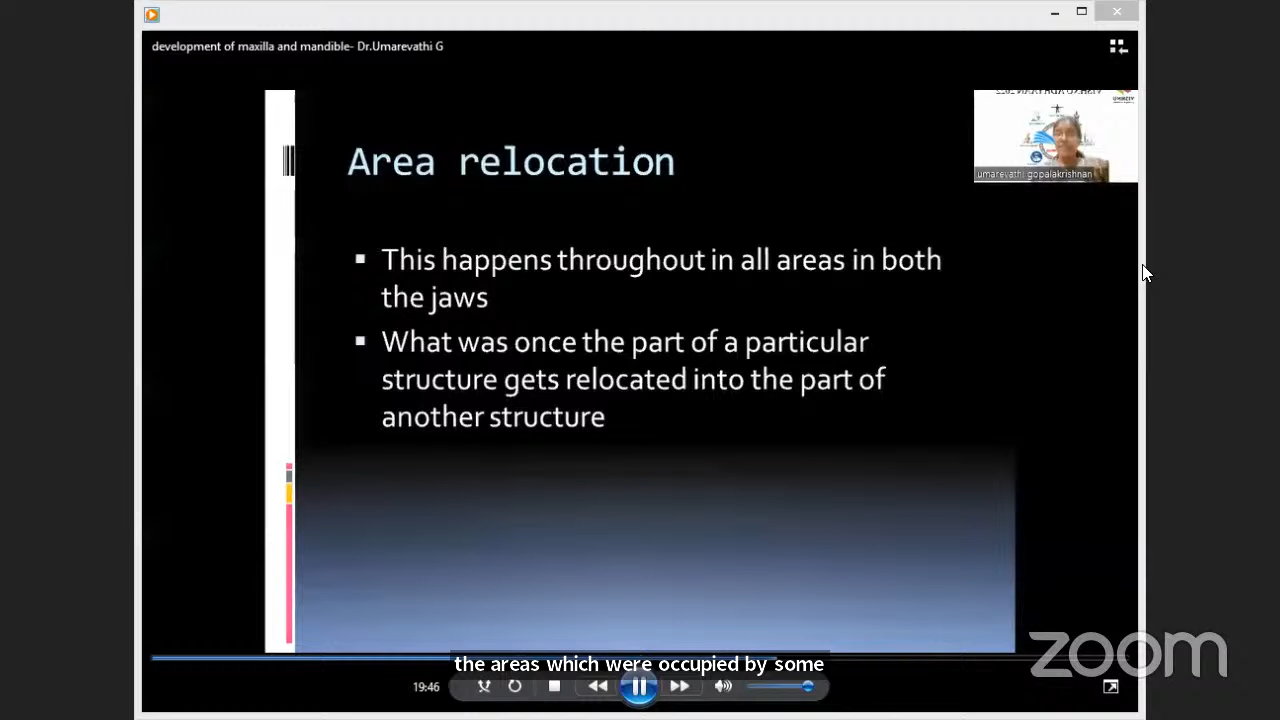 development of maxilla and mandible- Dr.Umarevathi G
umarevathi gopalakrishnan
Area relocation
This happens throughout in all areas in both
the jaws
What was once the part of a particular
structure gets relocated into the part of
another structure
the areas which were occupied by some
19:46
zoom